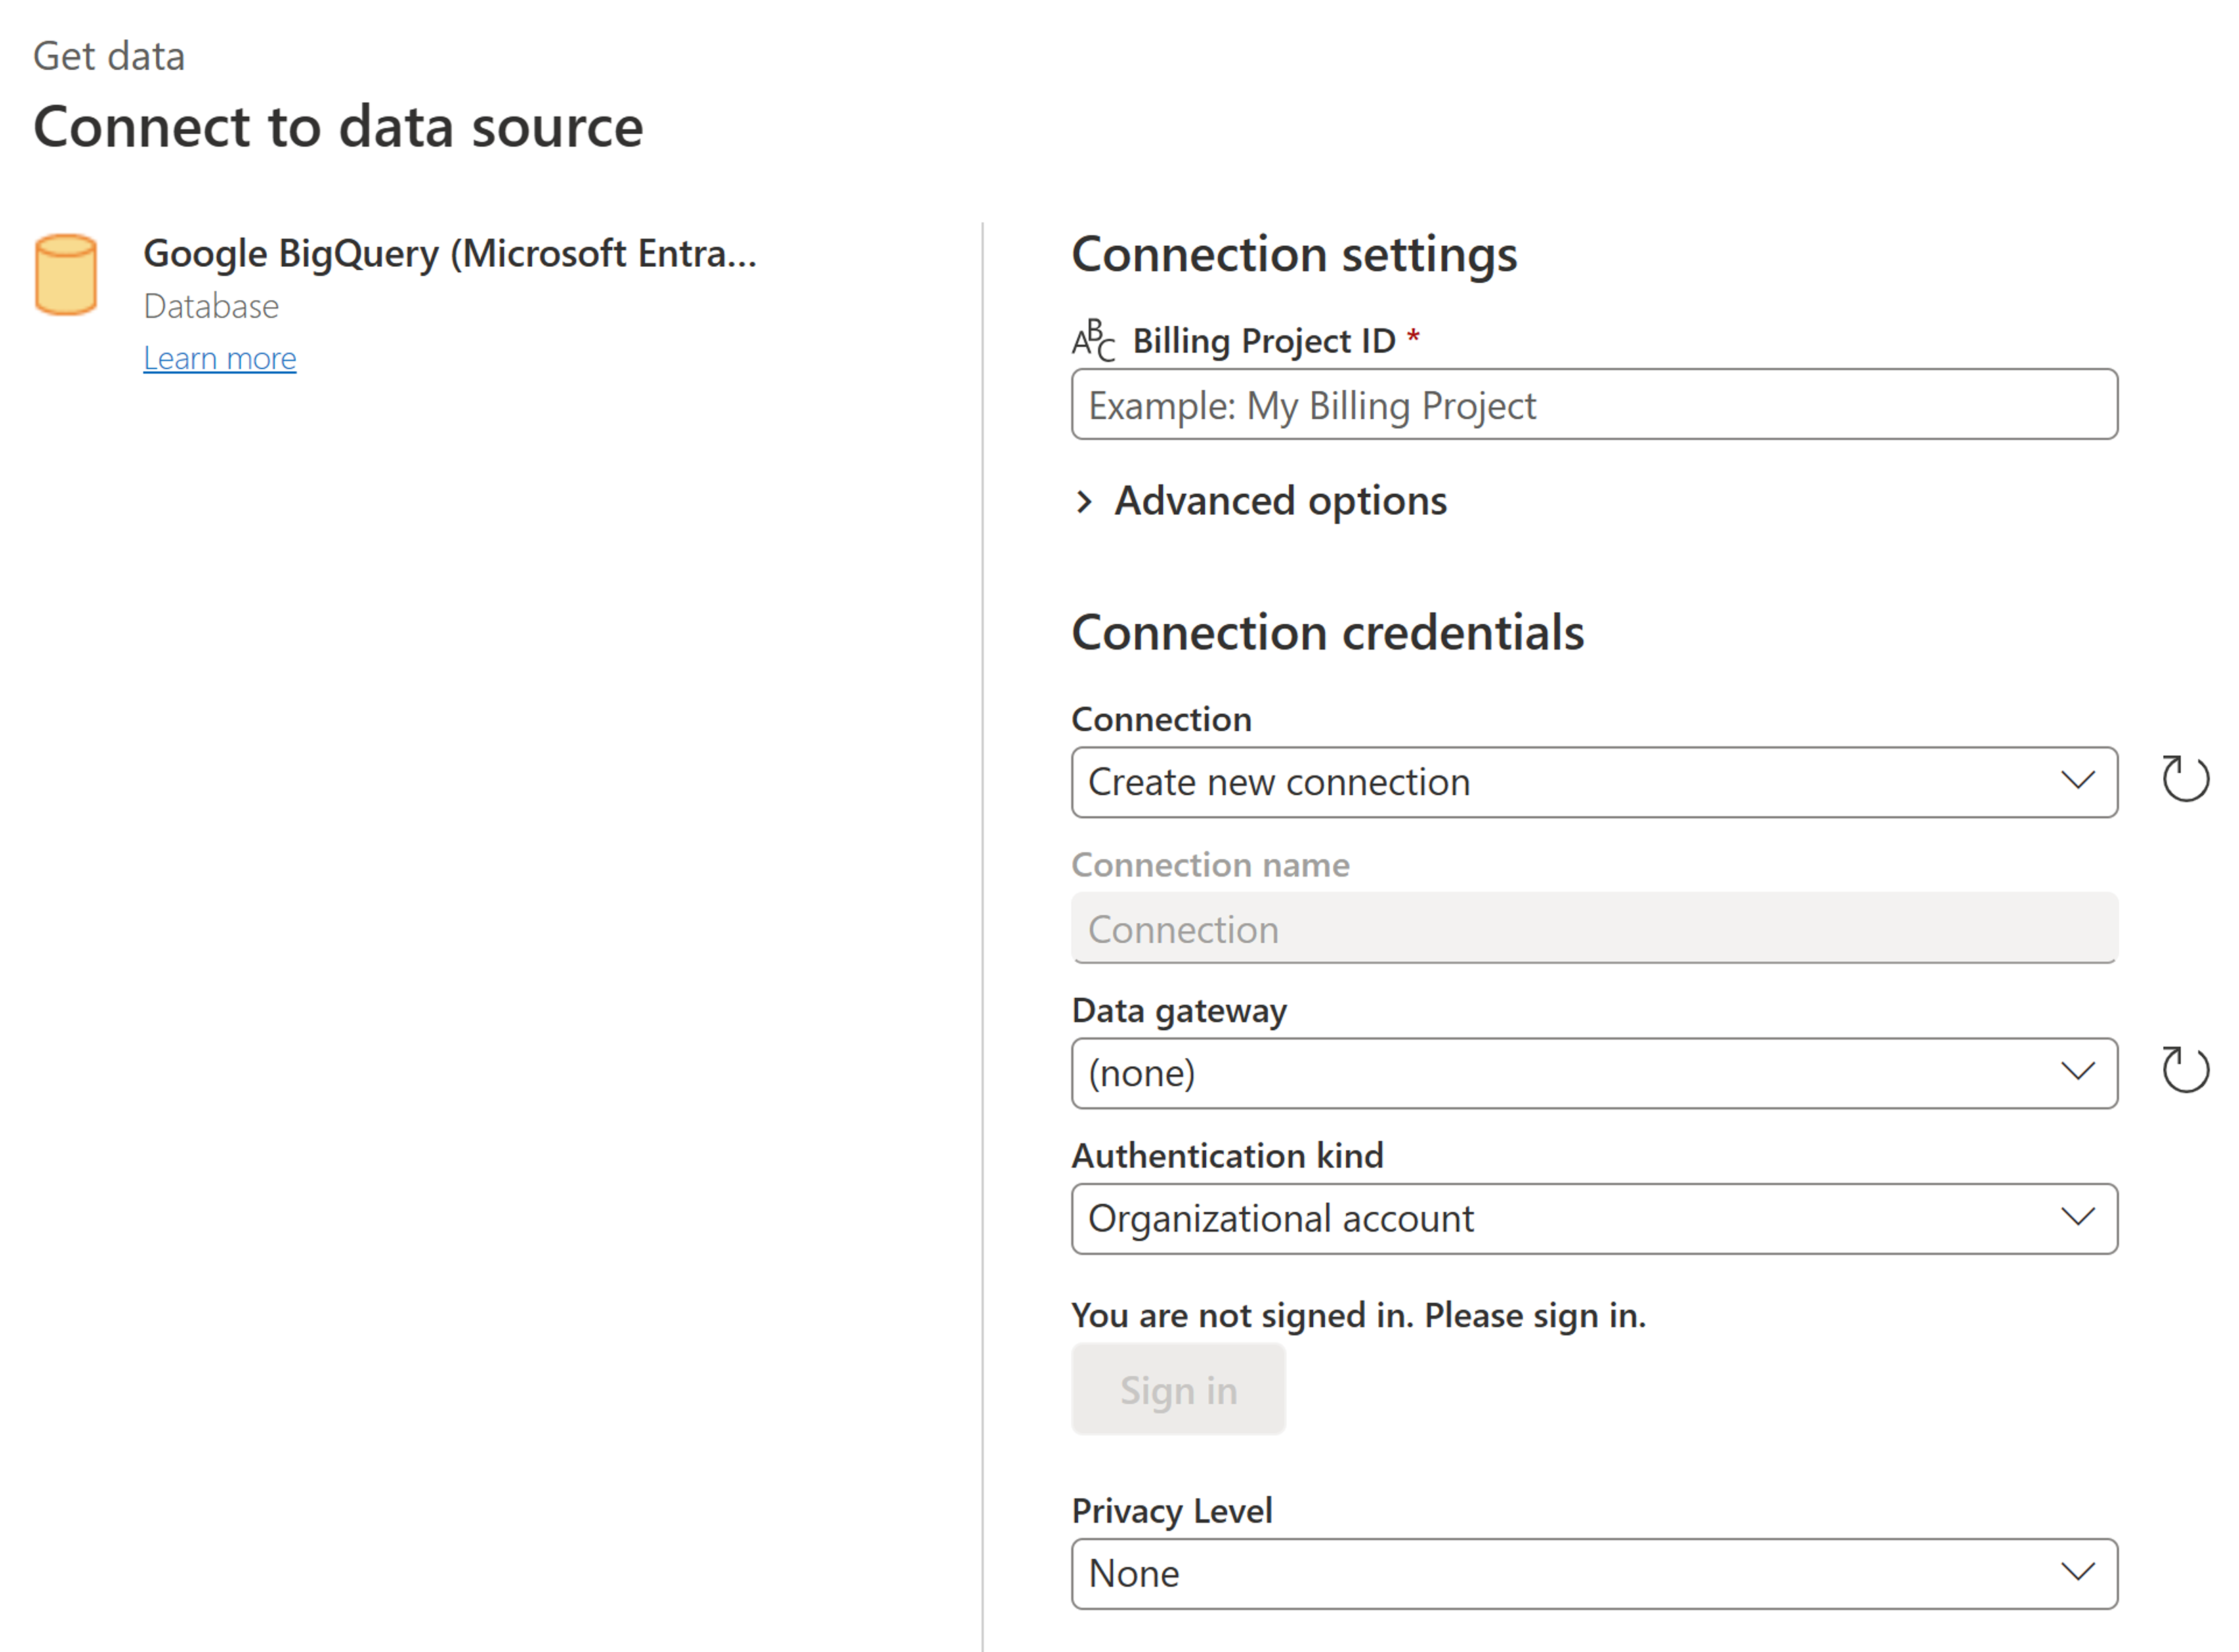 Get data
Connect to data source
Google BigQuery (Microsoft Entra...
Database
Learn more
Connection settings
ABC Billing Project ID *
Example: My Billing Project
Advanced options
Connection credentials
Connection
Create new connection
Connection name
Connection
Data gateway
(none)
Authentication kind
Organizational account
You are not signed in. Please sign in.
Sign in
Privacy Level
None